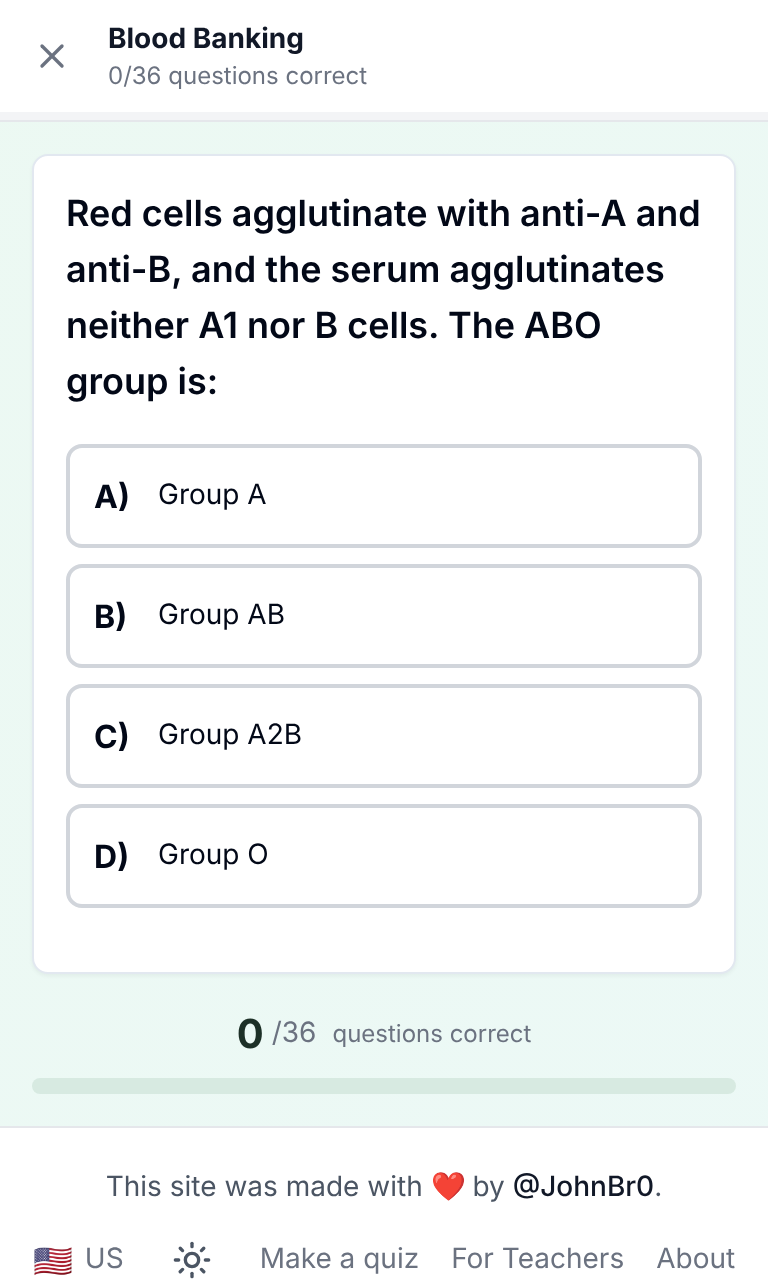 Blood Banking
0/36 questions correct
Red cells agglutinate with anti-A and
anti-B, and the serum agglutinates
neither A1 nor B cells. The ABO
group is:
A) Group A
B) Group AB
C) Group A2B
D) Group O
0 /36 questions correct
This site was made with ❤️ by @JohnBr0.
🇺🇸 US Make a quiz For Teachers About